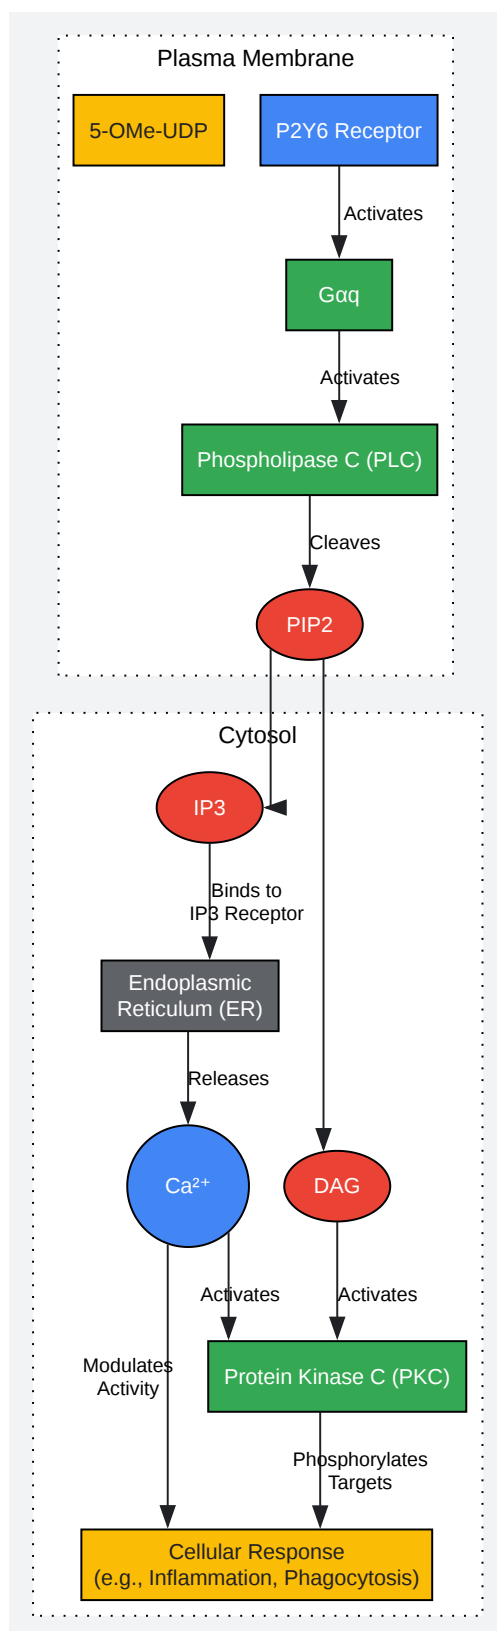 Plasma Membrane
5-OMe-UDP
P2Y6 Receptor
Activates
Gαq
Activates
Phospholipase C (PLC)
Cleaves
PIP2
Cytosol
IP3
Binds to
IP3 Receptor
Endoplasmic
Reticulum (ER)
Releases
Ca²⁺
DAG
Activates
Activates
Protein Kinase C (PKC)
Modulates
Activity
Phosphorylates
Targets
Cellular Response
(e.g., Inflammation, Phagocytosis)